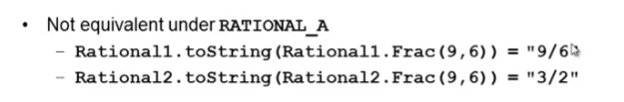 • Not equivalent under RATIONAL_A
– Rational1.toString(Rational1.Frac(9,6)) = "9/6
– Rational2.toString(Rational2.Frac(9,6)) = "3/2"